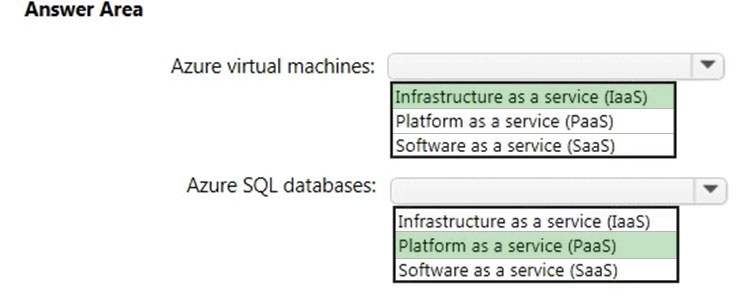 Answer Area
Azure virtual machines:
Infrastructure as a service (IaaS)
Platform as a service (PaaS)
Software as a service (SaaS)
Azure SQL databases:
Infrastructure as a service (IaaS)
Platform as a service (PaaS)
Software as a service (SaaS)